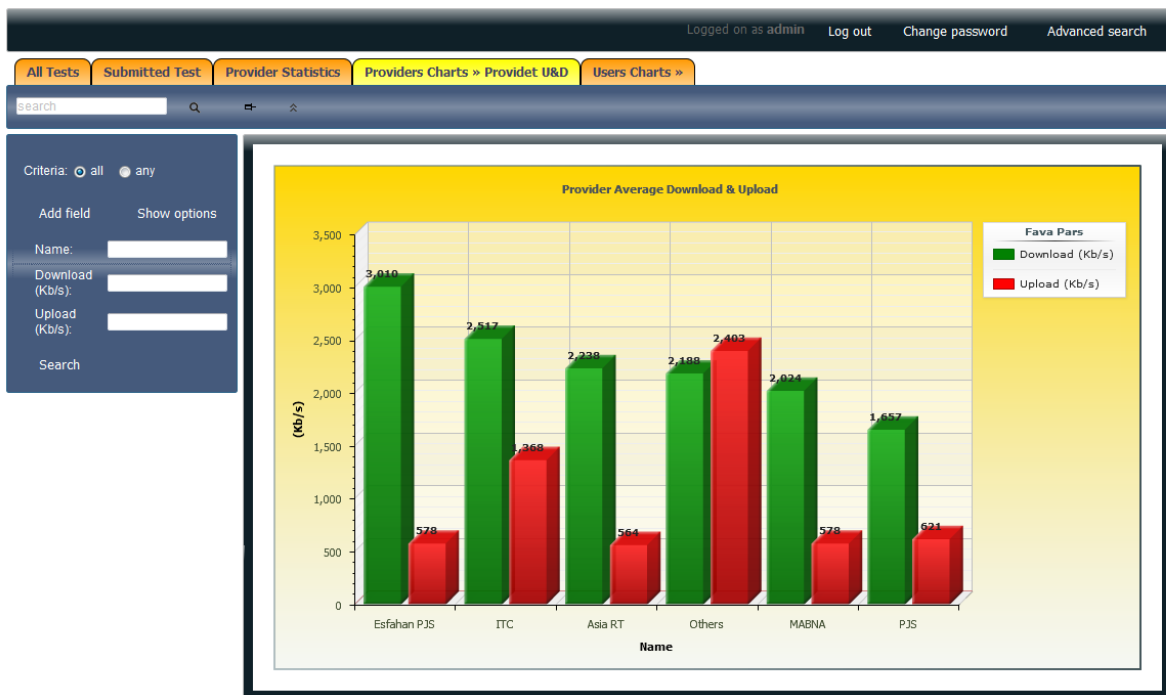 Logged on as admin Log out Change password Advanced search
All Tests Submitted Test Provider Statistics Providers Charts » Providet U&D Users Charts »
search
Criteria: all any
Add field Show options
Name:
Download
(Kb/s):
Upload
(Kb/s):
Search
Provider Average Download & Upload
Fava Pars
Download (Kb/s)
Upload (Kb/s)
(Kb/s)
3,500
3,000
2,500
2,000
1,500
1,000
500
0
3,010
578
2,517
1,368
2,238
564
2,188
2,403
2,024
578
1,657
621
Esfahan PJS ITC Asia RT Others MABNA PJS
Name